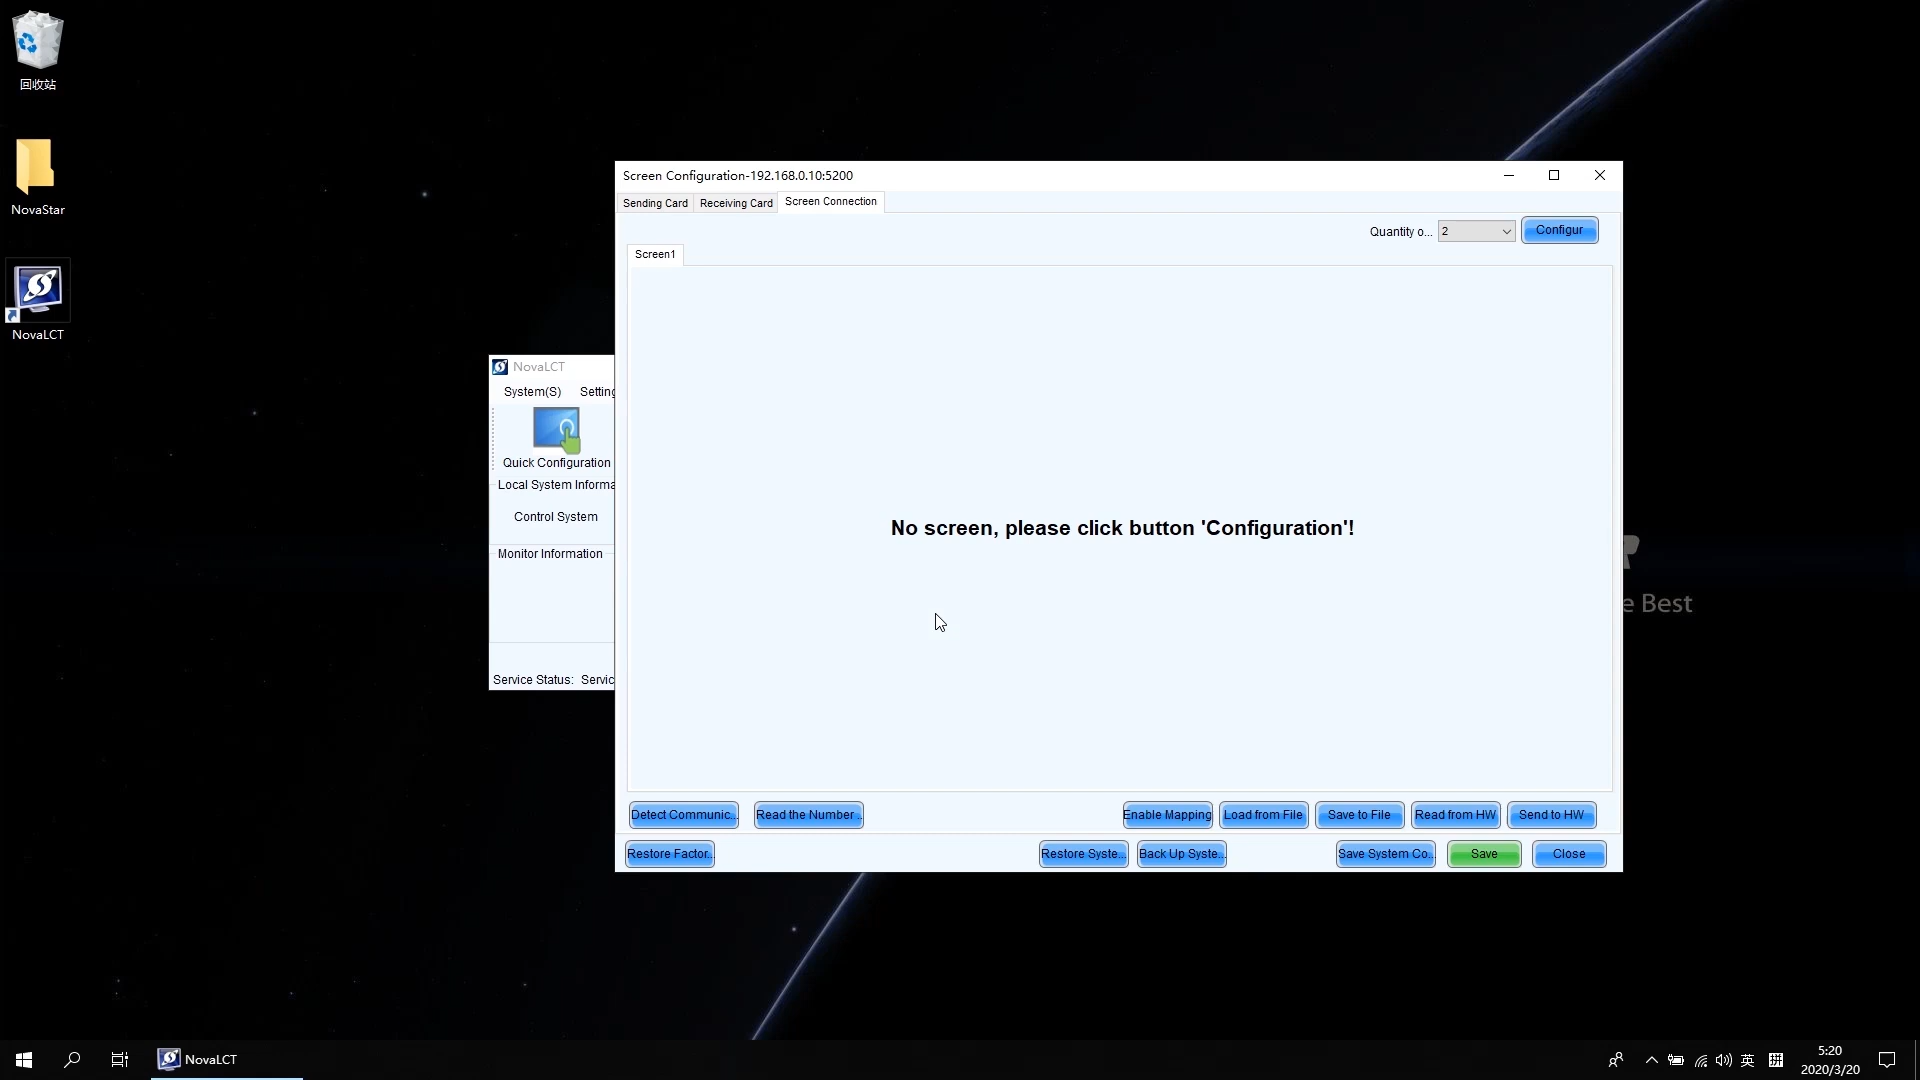 回收站
NovaStar
NovaLCT
Screen Configuration-192.168.0.10:5200
Sending Card
Receiving Card
Screen Connection
Quantity o...
2
Configur
Screen1
No screen, please click button 'Configuration'!
Detect Communic...
Read the Number ...
Enable Mapping
Load from File
Save to File
Read from HW
Send to HW
Restore Factor...
Restore Syste...
Back Up Syste...
Save System Co...
Save
Close
NovaLCT
System(S)
Setting
Quick Configuration
Local System Informa
Control System
Monitor Information
Service Status: Servic
e Best
NovaLCT
英
拼
5:20
2020/3/20